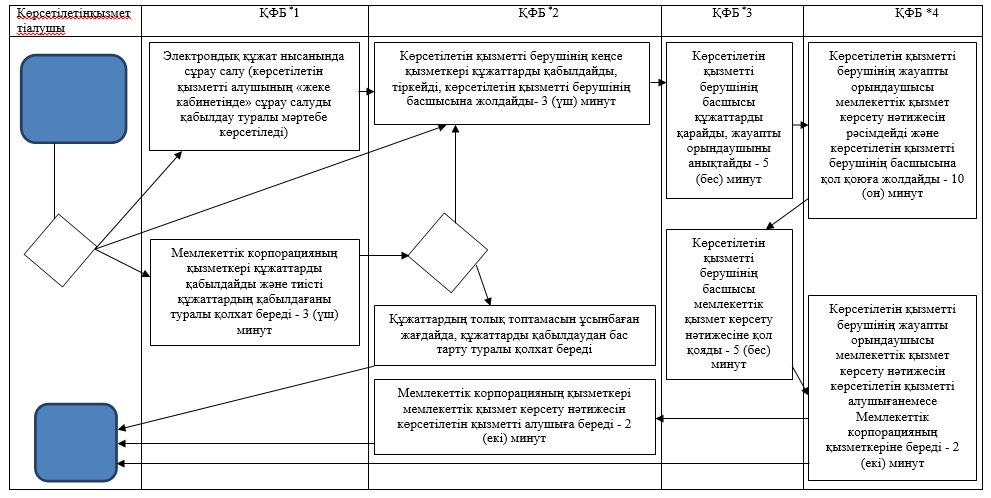 Көрсетілетінқызмет
тіалушы
ҚФБ *1
ҚФБ *2
ҚФБ *3
ҚФБ *4
Электрондық құжат нысанында
сұрау салу (көрсетілетін
қызметті алушының «жеке
кабинетінде» сұрау салуды
қабылдау туралы мәртебе
көрсетіледі)
Көрсетілетін қызметті берушінің кеңсе
қызметкері құжаттарды қабылдайды,
тіркейді, көрсетілетін қызметті берушінің
басшысына жолдайды- 3 (үш) минут
Көрсетілетін
қызметті
берушінің
басшысы
құжаттарды
қарайды, жауапты
орындаушыны
анықтайды - 5
(бес) минут
Көрсетілетін қызметті
берушінің жауапты
орындаушысы
мемлекеттік қызмет
көрсету нәтижесін
рәсімдейді және
көрсетілетін қызметті
берушінің басшысына
қол қоюға жолдайды - 10
(он) минут
Мемлекеттік корпорацияның
қызметкері құжаттарды
қабылдайды және тиісті
құжаттардың қабылдағаны
туралы қолхат береді - 3 (үш)
минут
Көрсетілетін
қызметті
берушінің
басшысы
мемлекеттік
қызмет көрсету
нәтижесіне қол
қояды - 5 (бес)
минут
Құжаттардың толық топтамасын ұсынбаған
жағдайда, құжаттарды қабылдаудан бас
тарту туралы қолхат береді
Көрсетілетін қызметті
берушінің жауапты
орындаушысы
мемлекеттік қызмет
көрсету нәтижесін
көрсетілетін қызметті
алушығанемесе
Мемлекеттік
корпорацияның
қызметкеріне береді - 2
(екі) минут
Мемлекеттік корпорацияның қызметкері
мемлекеттік қызмет көрсету нәтижесін
көрсетілетін қызметті алушыға береді - 2
(екі) минут